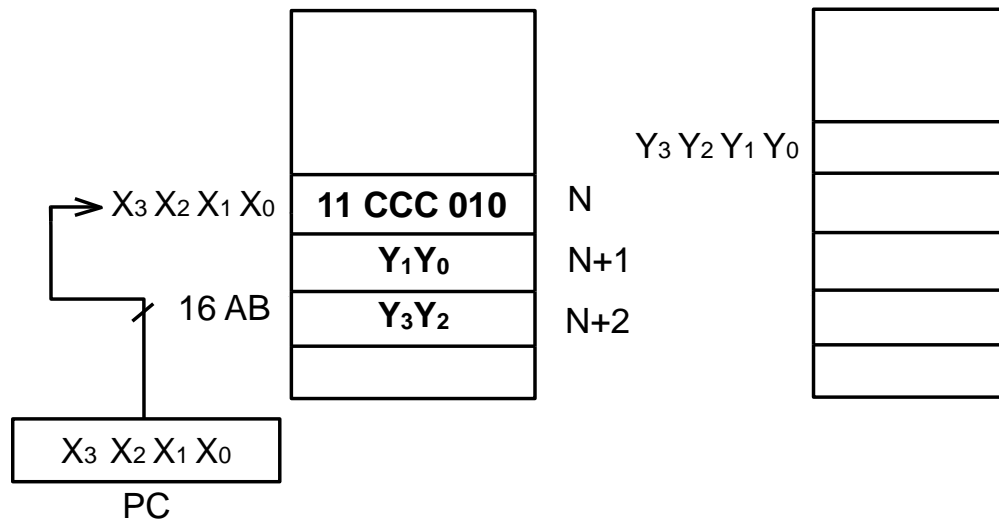 Y3 Y2 Y1 Y0
X3 X2 X1 X0
11 CCC 010
N
Y1Y0
N+1
16 AB
Y3Y2
N+2
X3 X2 X1 X0
PC